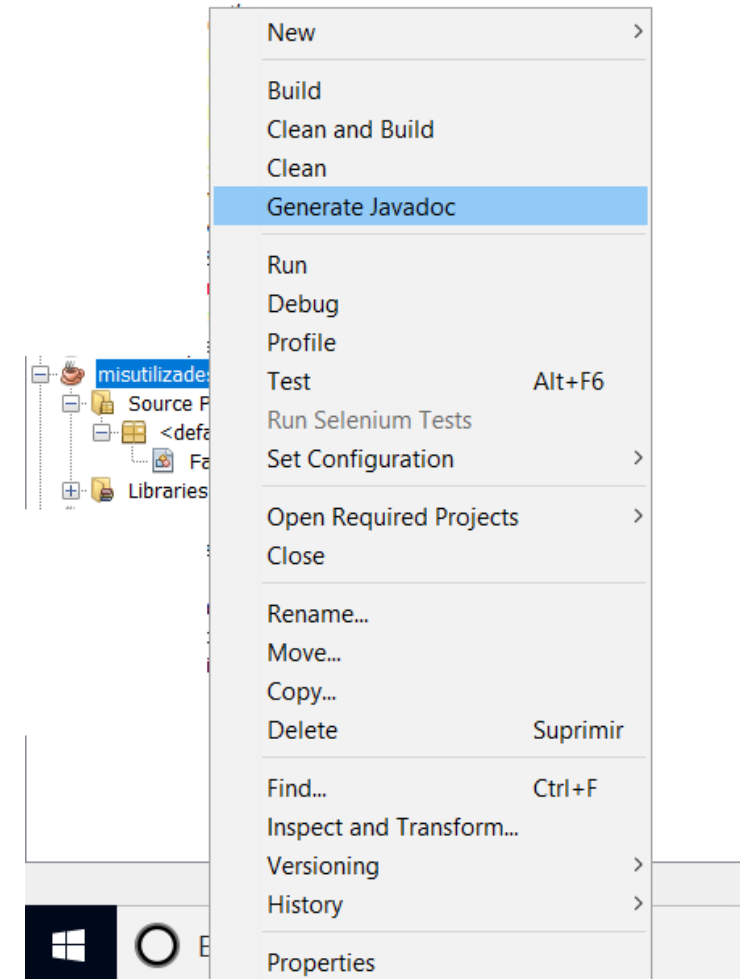 New
Build
Clean and Build
Clean
Generate Javadoc
Run
Debug
Profile
Test Alt+F6
Run Selenium Tests
Set Configuration
Open Required Projects
Close
Rename...
Move...
Copy...
Delete Suprimir
Find... Ctrl+F
Inspect and Transform...
Versioning
History
Properties
misutilizade
Source P
<defa
Fa
Libraries
E